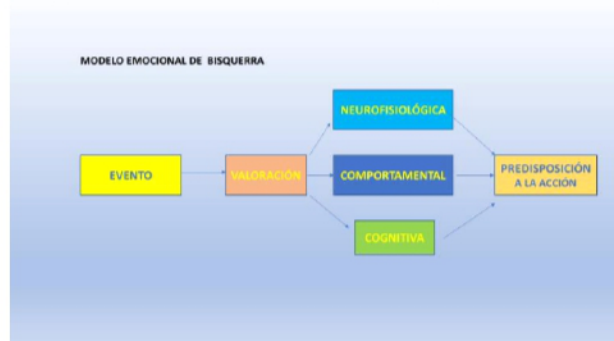 MODELO EMOCIONAL DE BISQUERRA
NEUROFISIOLÓGICA
EVENTO
VALORACIÓN
COMPORTAMENTAL
PREDISPOSICIÓN
A LA ACCIÓN
COGNITIVA